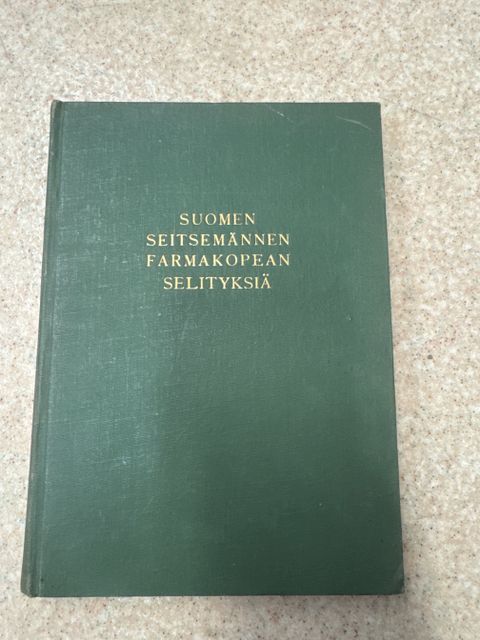 SUOMEN
SEITSEMÄNNEN
FARMAKOPEAN
SELITYKSIÄ